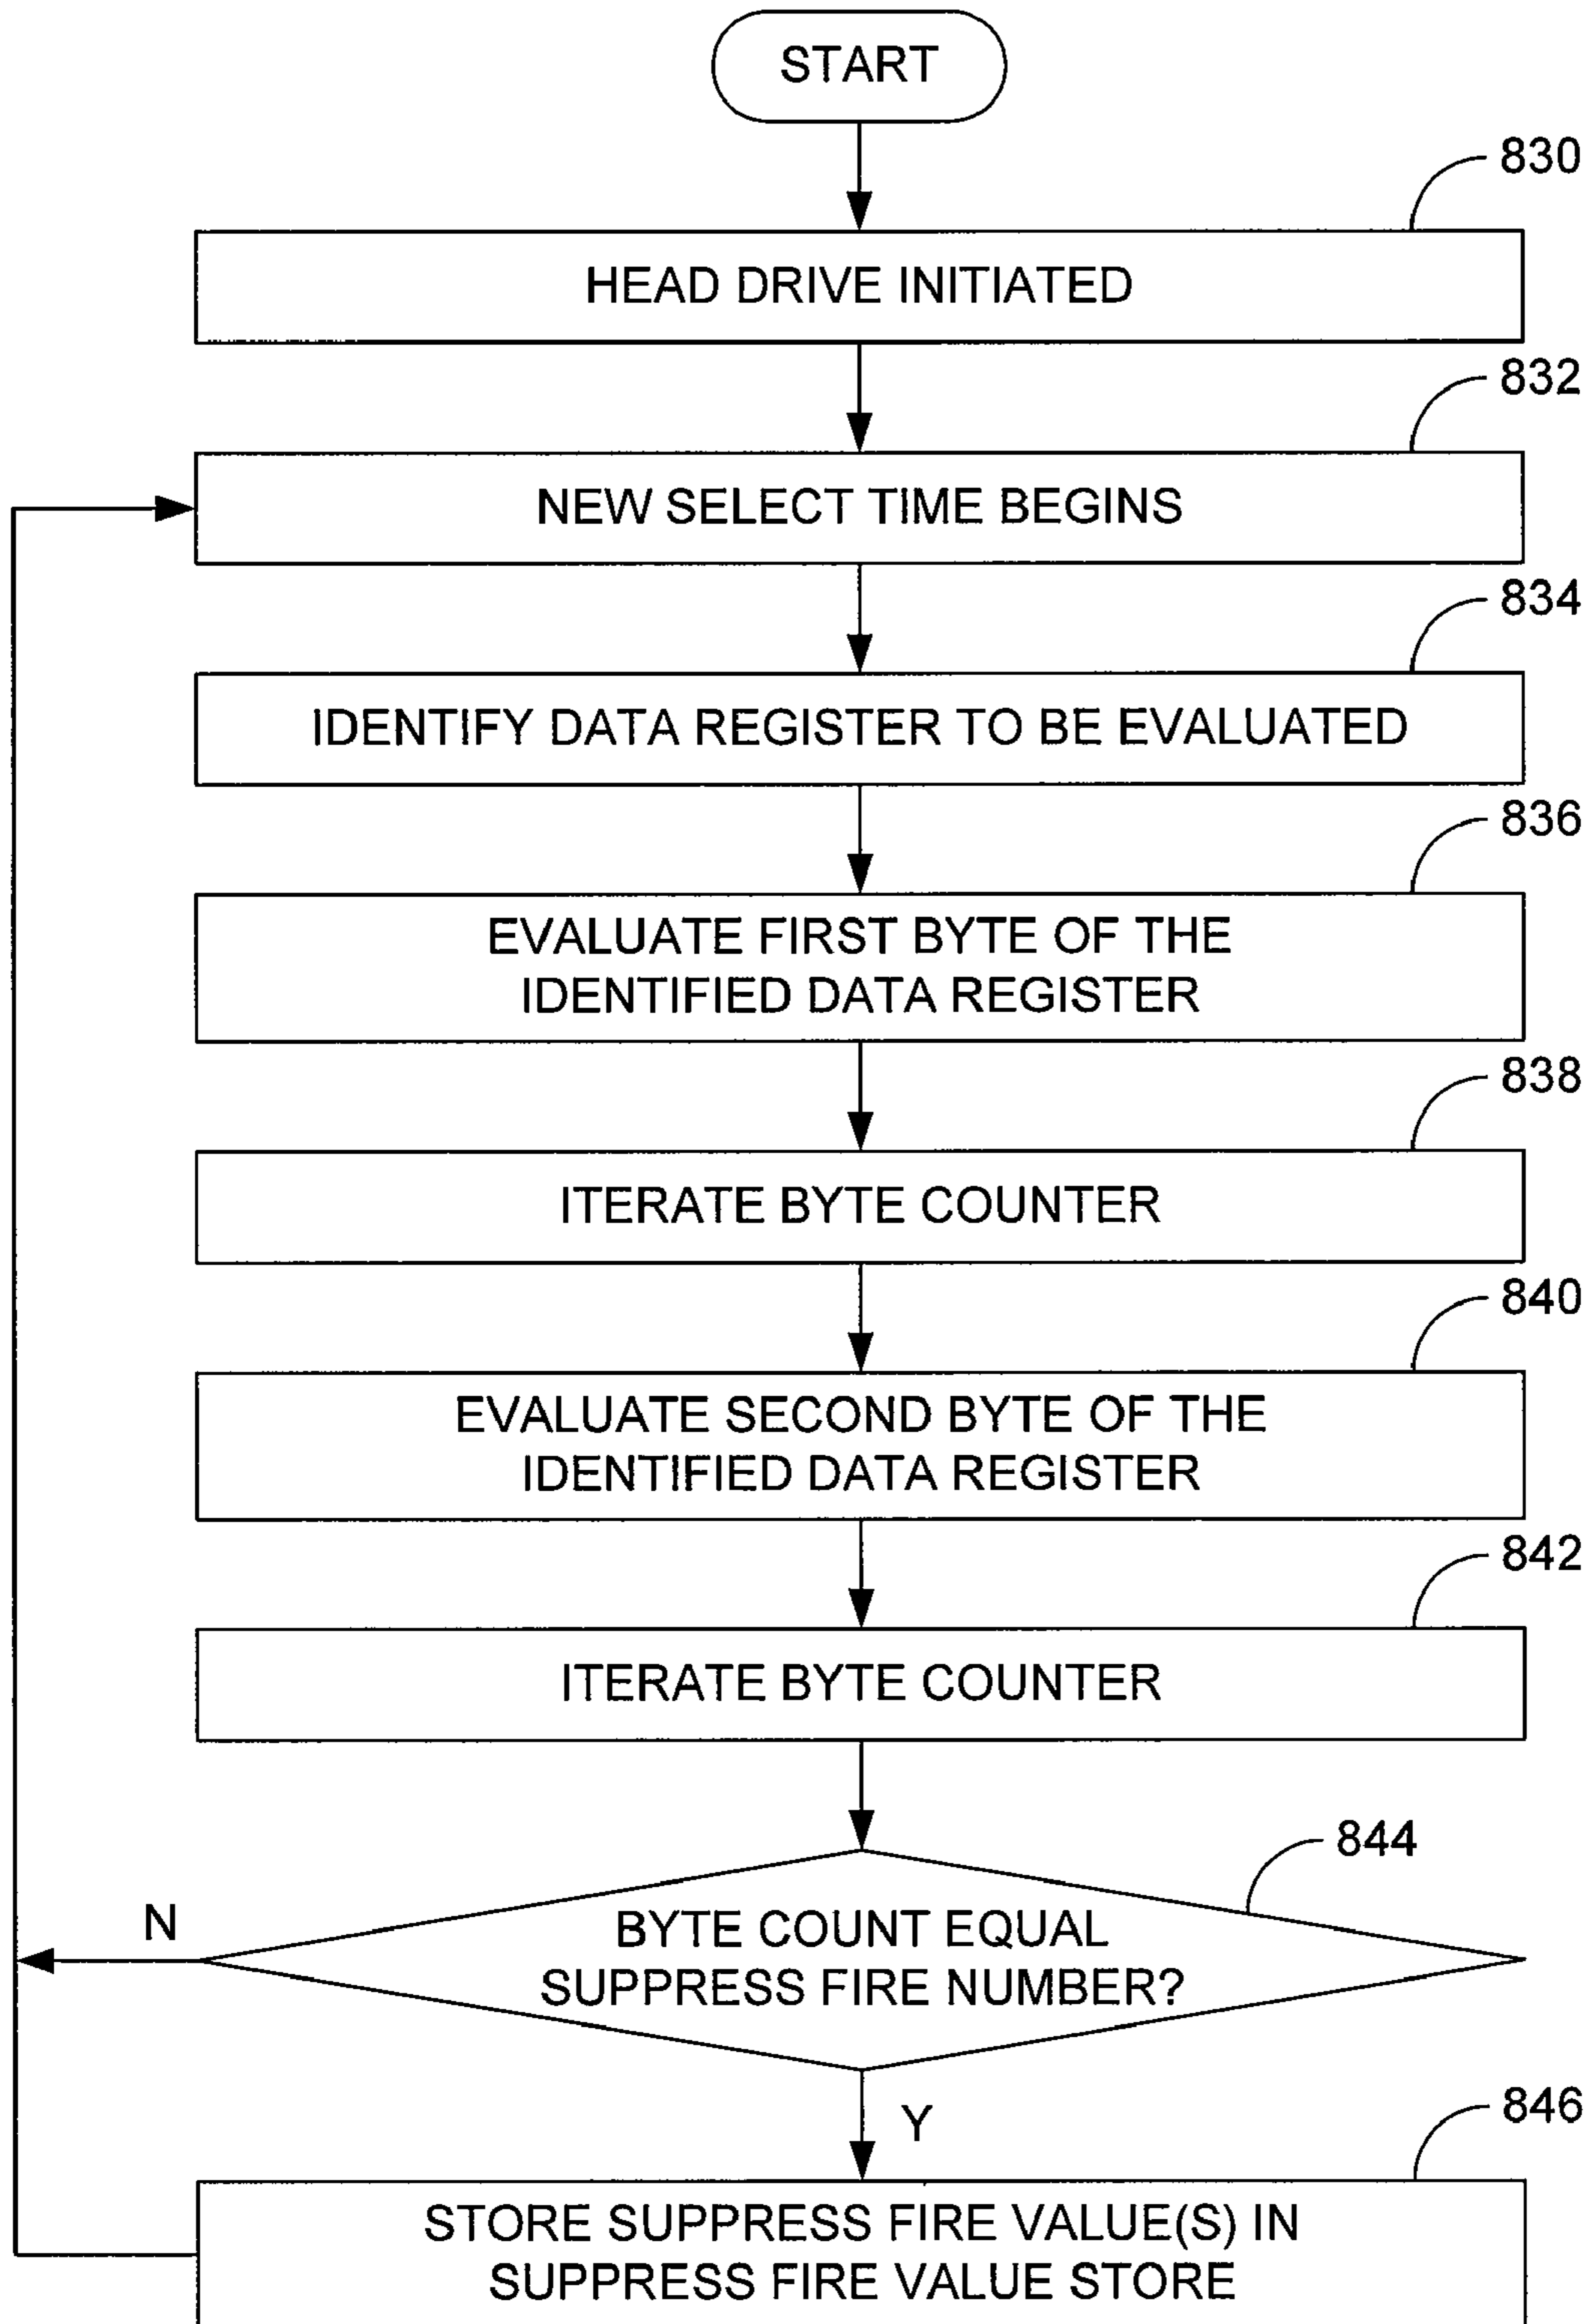 START
830
HEAD DRIVE INITIATED
832
NEW SELECT TIME BEGINS
834
IDENTIFY DATA REGISTER TO BE EVALUATED
836
EVALUATE FIRST BYTE OF THE
IDENTIFIED DATA REGISTER
838
ITERATE BYTE COUNTER
840
EVALUATE SECOND BYTE OF THE
IDENTIFIED DATA REGISTER
842
ITERATE BYTE COUNTER
844
N
BYTE COUNT EQUAL
SUPPRESS FIRE NUMBER?
Y
846
STORE SUPPRESS FIRE VALUE(S) IN
SUPPRESS FIRE VALUE STORE